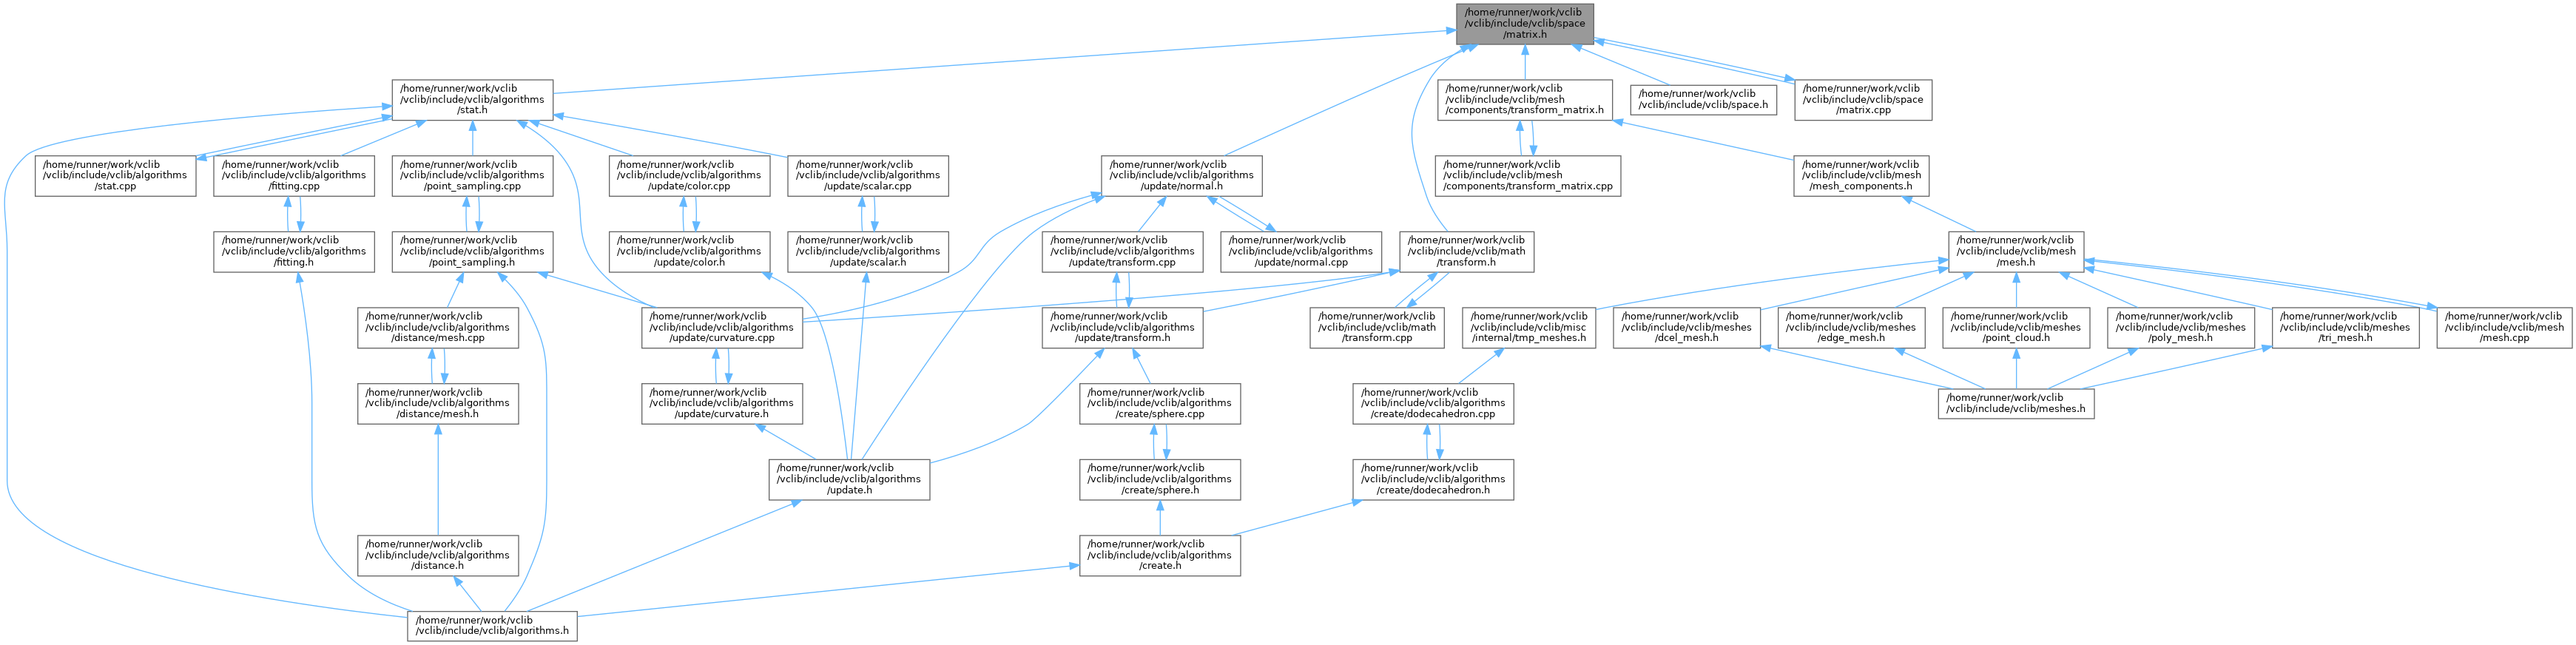 /home/runner/work/vclib
/vclib/include/vclib/space
/matrix.h
/home/runner/work/vclib
/vclib/include/vclib/algorithms
/stat.h
/home/runner/work/vclib
/vclib/include/vclib/mesh
/components/transform_matrix.h
/home/runner/work/vclib
/vclib/include/vclib/space.h
/home/runner/work/vclib
/vclib/include/vclib/space
/matrix.cpp
/home/runner/work/vclib
/vclib/include/vclib/algorithms
/stat.cpp
/home/runner/work/vclib
/vclib/include/vclib/algorithms
/fitting.cpp
/home/runner/work/vclib
/vclib/include/vclib/algorithms
/point_sampling.cpp
/home/runner/work/vclib
/vclib/include/vclib/algorithms
/update/color.cpp
/home/runner/work/vclib
/vclib/include/vclib/algorithms
/update/scalar.cpp
/home/runner/work/vclib
/vclib/include/vclib/algorithms
/update/normal.h
/home/runner/work/vclib
/vclib/include/vclib/mesh
/components/transform_matrix.cpp
/home/runner/work/vclib
/vclib/include/vclib/mesh
/mesh_components.h
/home/runner/work/vclib
/vclib/include/vclib/algorithms
/fitting.h
/home/runner/work/vclib
/vclib/include/vclib/algorithms
/point_sampling.h
/home/runner/work/vclib
/vclib/include/vclib/algorithms
/update/color.h
/home/runner/work/vclib
/vclib/include/vclib/algorithms
/update/scalar.h
/home/runner/work/vclib
/vclib/include/vclib/algorithms
/update/transform.cpp
/home/runner/work/vclib
/vclib/include/vclib/algorithms
/update/normal.cpp
/home/runner/work/vclib
/vclib/include/vclib/math
/transform.h
/home/runner/work/vclib
/vclib/include/vclib/mesh
/mesh.h
/home/runner/work/vclib
/vclib/include/vclib/algorithms
/distance/mesh.cpp
/home/runner/work/vclib
/vclib/include/vclib/algorithms
/update/curvature.cpp
/home/runner/work/vclib
/vclib/include/vclib/algorithms
/update/transform.h
/home/runner/work/vclib
/vclib/include/vclib/math
/transform.cpp
/home/runner/work/vclib
/vclib/include/vclib/misc
/internal/tmp_meshes.h
/home/runner/work/vclib
/vclib/include/vclib/meshes
/dcel_mesh.h
/home/runner/work/vclib
/vclib/include/vclib/meshes
/edge_mesh.h
/home/runner/work/vclib
/vclib/include/vclib/meshes
/point_cloud.h
/home/runner/work/vclib
/vclib/include/vclib/meshes
/poly_mesh.h
/home/runner/work/vclib
/vclib/include/vclib/meshes
/tri_mesh.h
/home/runner/work/vclib
/vclib/include/vclib/mesh
/mesh.cpp
/home/runner/work/vclib
/vclib/include/vclib/algorithms
/distance/mesh.h
/home/runner/work/vclib
/vclib/include/vclib/algorithms
/update/curvature.h
/home/runner/work/vclib
/vclib/include/vclib/algorithms
/create/sphere.cpp
/home/runner/work/vclib
/vclib/include/vclib/algorithms
/create/dodecahedron.cpp
/home/runner/work/vclib
/vclib/include/vclib/meshes.h
/home/runner/work/vclib
/vclib/include/vclib/algorithms
/update.h
/home/runner/work/vclib
/vclib/include/vclib/algorithms
/create/sphere.h
/home/runner/work/vclib
/vclib/include/vclib/algorithms
/create/dodecahedron.h
/home/runner/work/vclib
/vclib/include/vclib/algorithms
/distance.h
/home/runner/work/vclib
/vclib/include/vclib/algorithms
/create.h
/home/runner/work/vclib
/vclib/include/vclib/algorithms.h